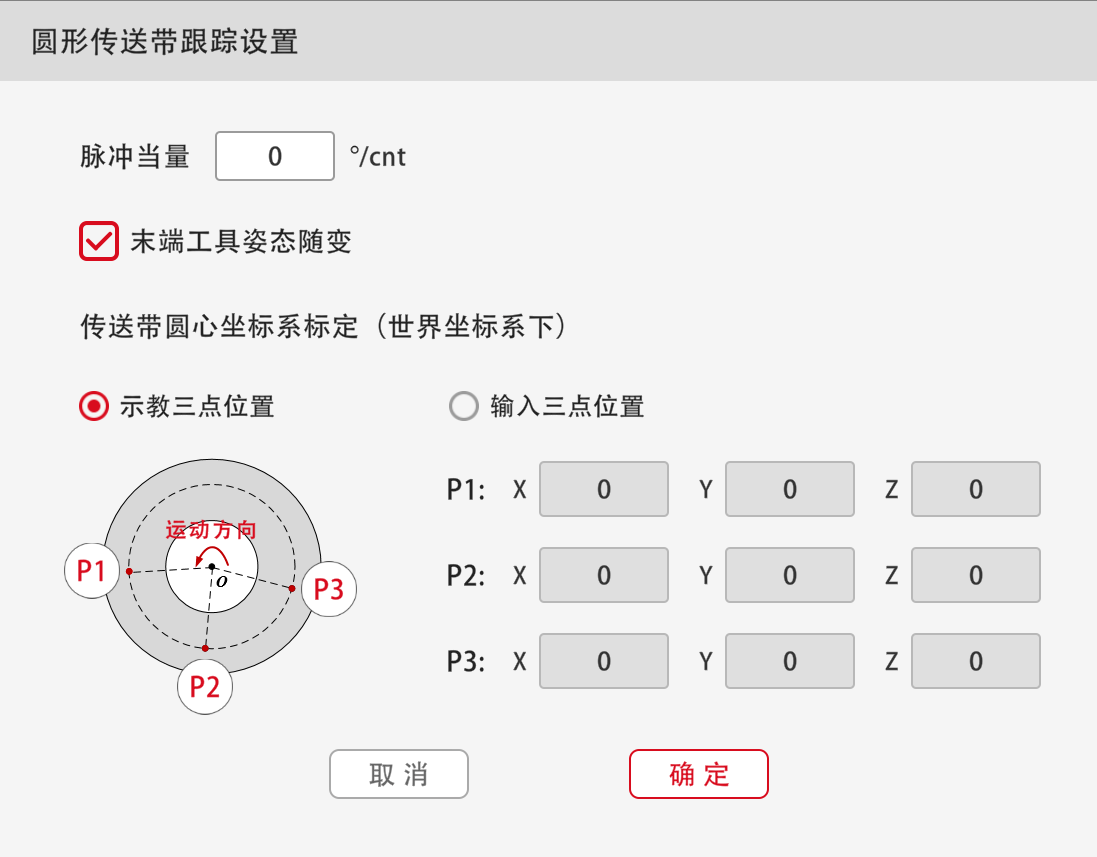 圆形传送带跟踪设置
脉冲当量 0 °/cnt
末端工具姿态随变
传送带圆心坐标系标定（世界坐标系下）
示教三点位置
输入三点位置
运动方向
o
P1
P2
P3
P1: X 0 Y 0 Z 0
P2: X 0 Y 0 Z 0
P3: X 0 Y 0 Z 0
取 消
确 定